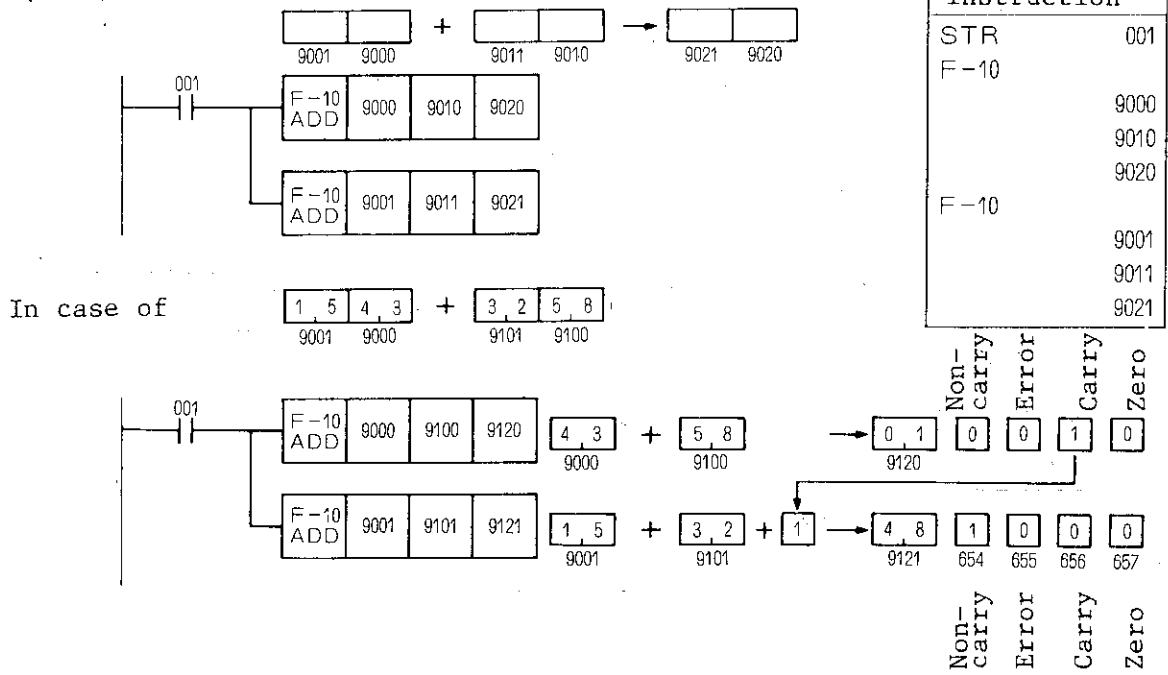 Instruction
STR 001
F-10
9000
9010
9020
F-10
9001
9011
9021
+ →
9001 9000 9011 9010 9021 9020
001
F-10 ADD 9000 9010 9020
F-10 ADD 9001 9011 9021
In case of 1 5 4 3 + 3 2 5 8
9001 9000 9101 9100
Non-carry Error Carry Zero
001
F-10 ADD 9000 9100 9120 4 3 + 5 8 → 0 1 0 0 1 0
9000 9100 9120
F-10 ADD 9001 9101 9121 1 5 + 3 2 + 1 → 4 8 1 0 0 0
9001 9101 9121 654 655 656 657
Non-carry Error Carry Zero